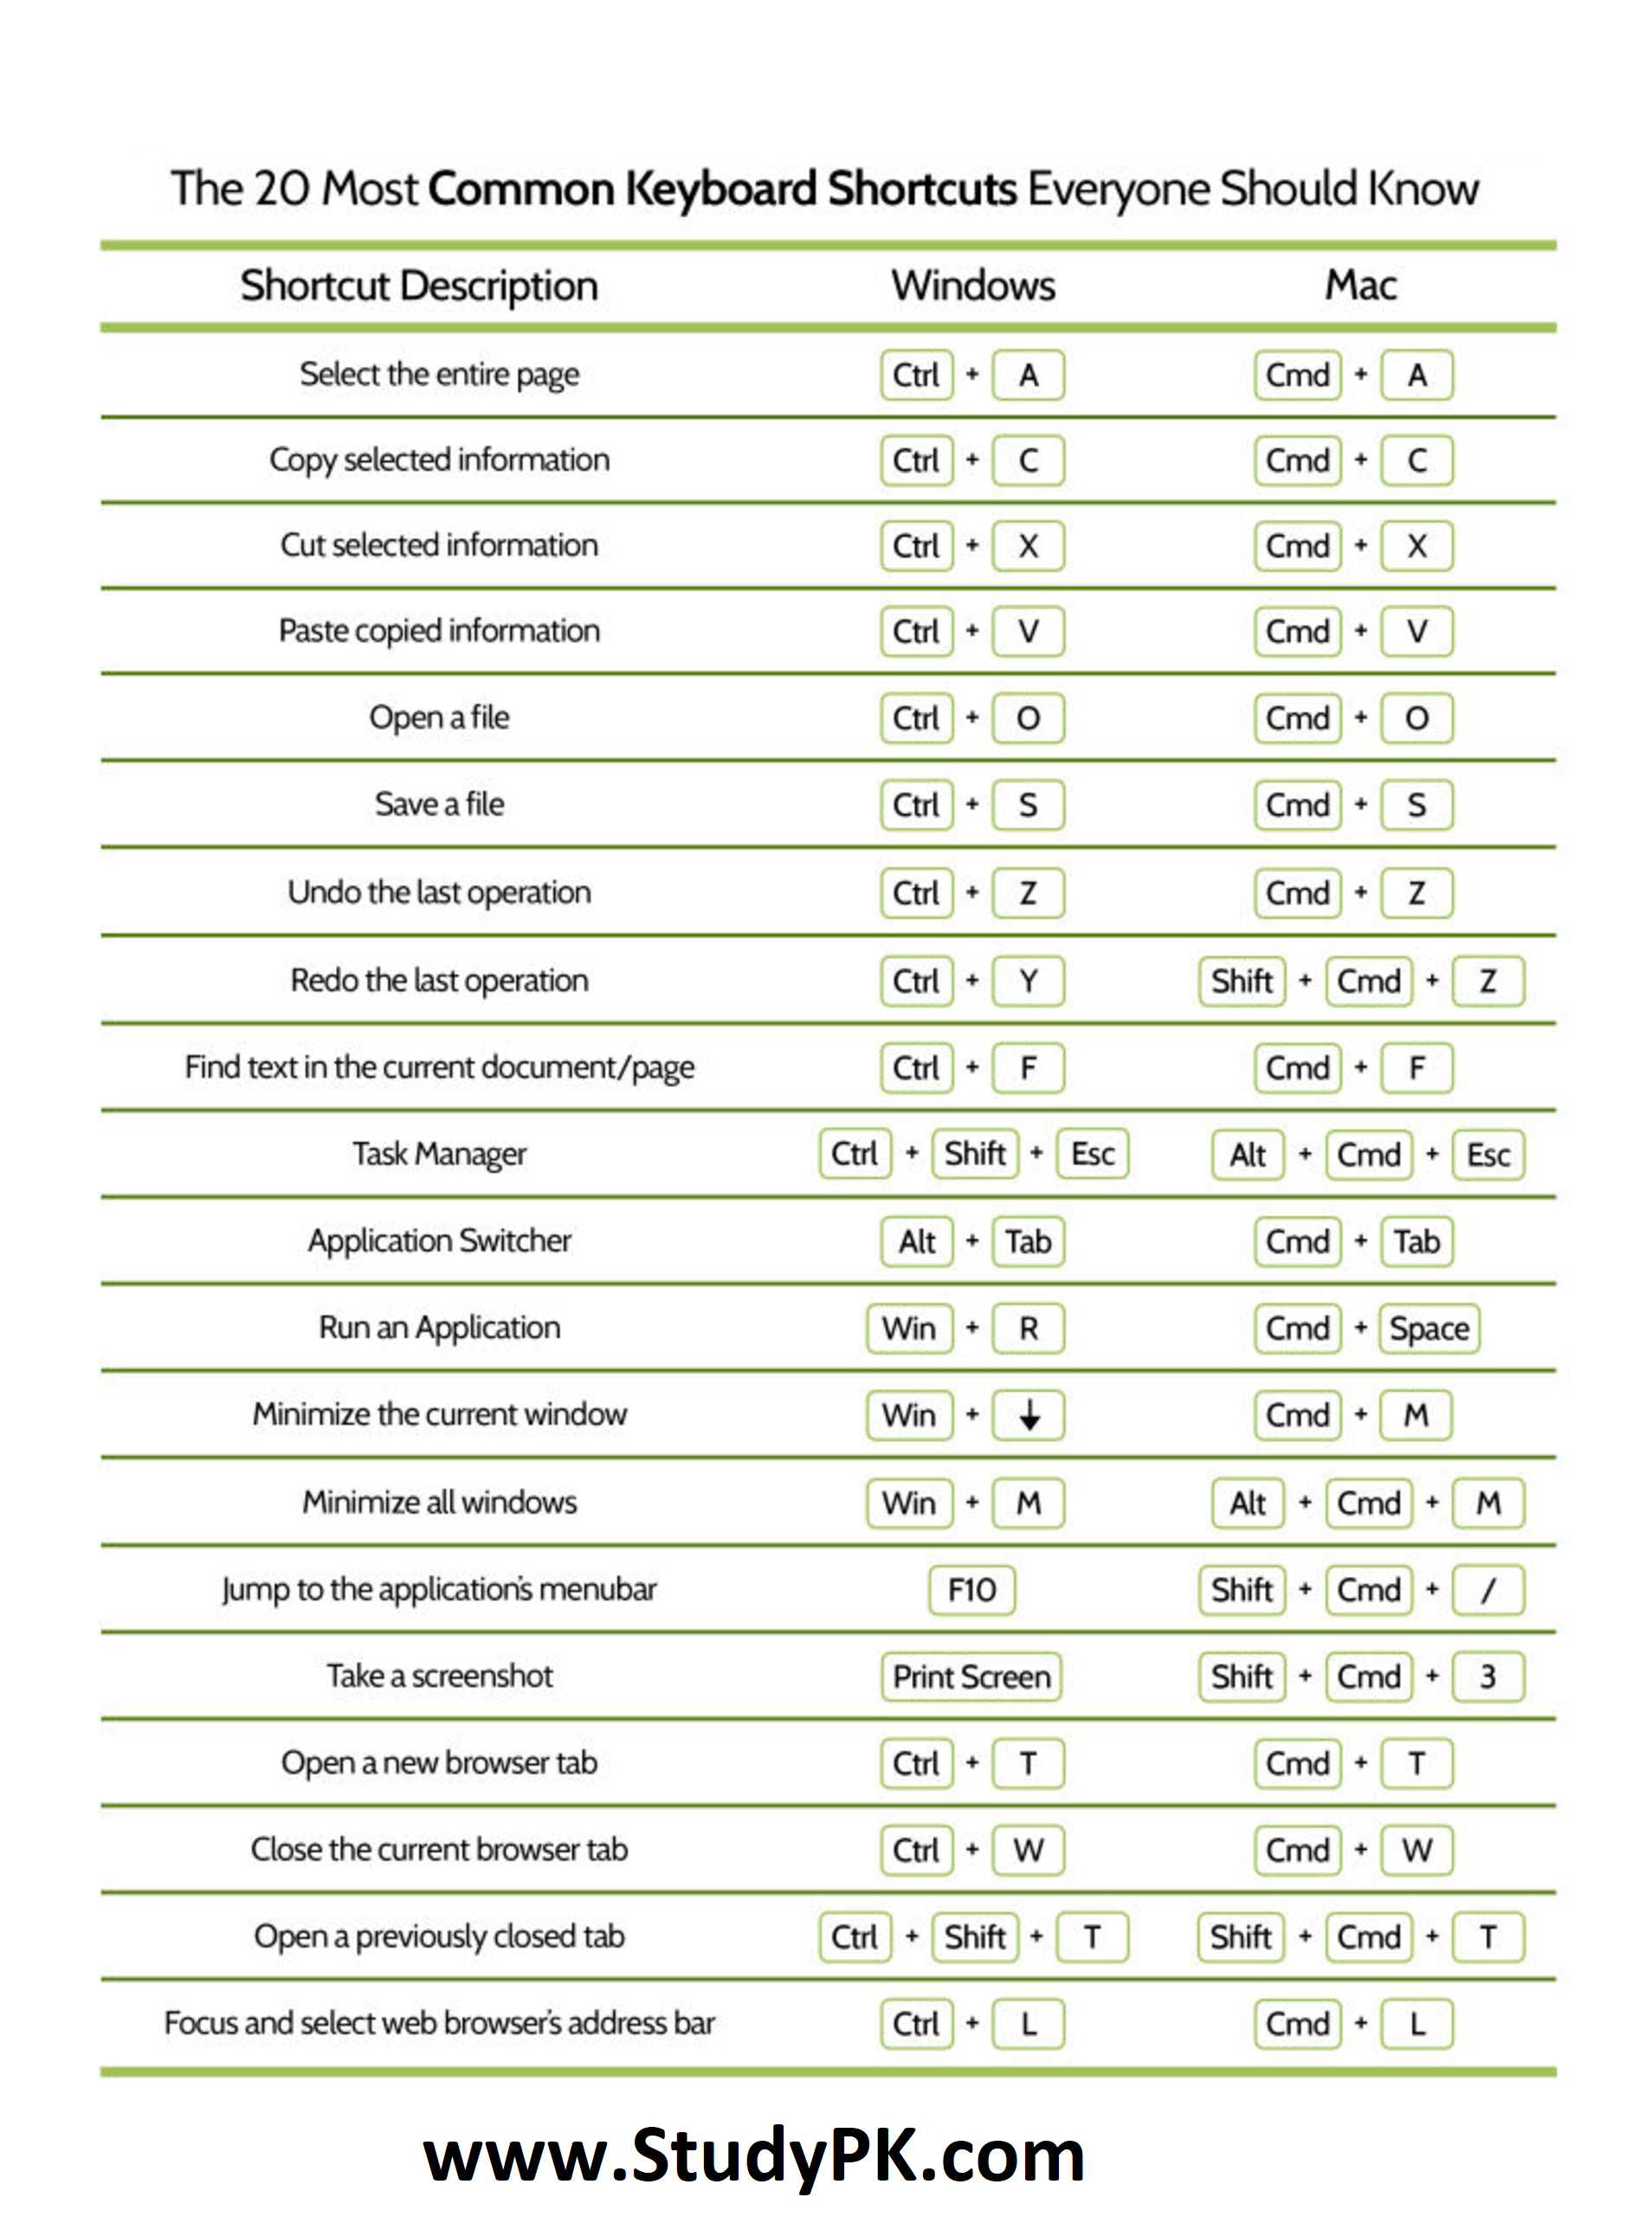 The 20 Most Common Keyboard Shortcuts Everyone Should Know
Shortcut Description Windows Mac
Select the entire page Ctrl + A Cmd + A
Copy selected information Ctrl + C Cmd + C
Cut selected information Ctrl + X Cmd + X
Paste copied information Ctrl + V Cmd + V
Open a file Ctrl + O Cmd + O
Save a file Ctrl + S Cmd + S
Undo the last operation Ctrl + Z Cmd + Z
Redo the last operation Ctrl + Y Shift + Cmd + Z
Find text in the current document/page Ctrl + F Cmd + F
Task Manager Ctrl + Shift + Esc Alt + Cmd + Esc
Application Switcher Alt + Tab Cmd + Tab
Run an Application Win + R Cmd + Space
Minimize the current window Win + ↓ Cmd + M
Minimize all windows Win + M Alt + Cmd + M
Jump to the application's menubar F10 Shift + Cmd + /
Take a screenshot Print Screen Shift + Cmd + 3
Open a new browser tab Ctrl + T Cmd + T
Close the current browser tab Ctrl + W Cmd + W
Open a previously closed tab Ctrl + Shift + T Shift + Cmd + T
Focus and select web browser's address bar Ctrl + L Cmd + L
www.StudyPK.com